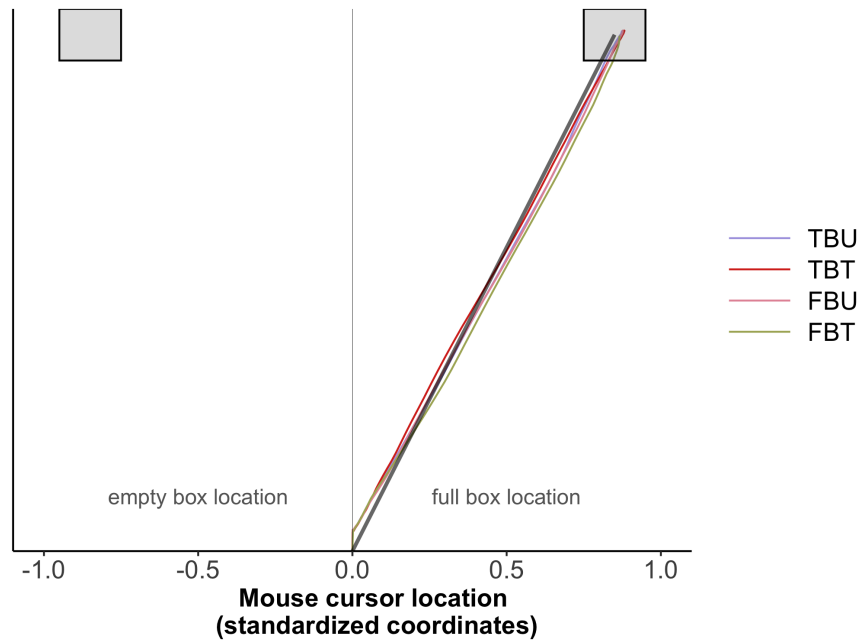 TBU
TBT
FBU
FBT
empty box location full box location
-1.0 -0.5 0.0 0.5 1.0
Mouse cursor location
(standardized coordinates)